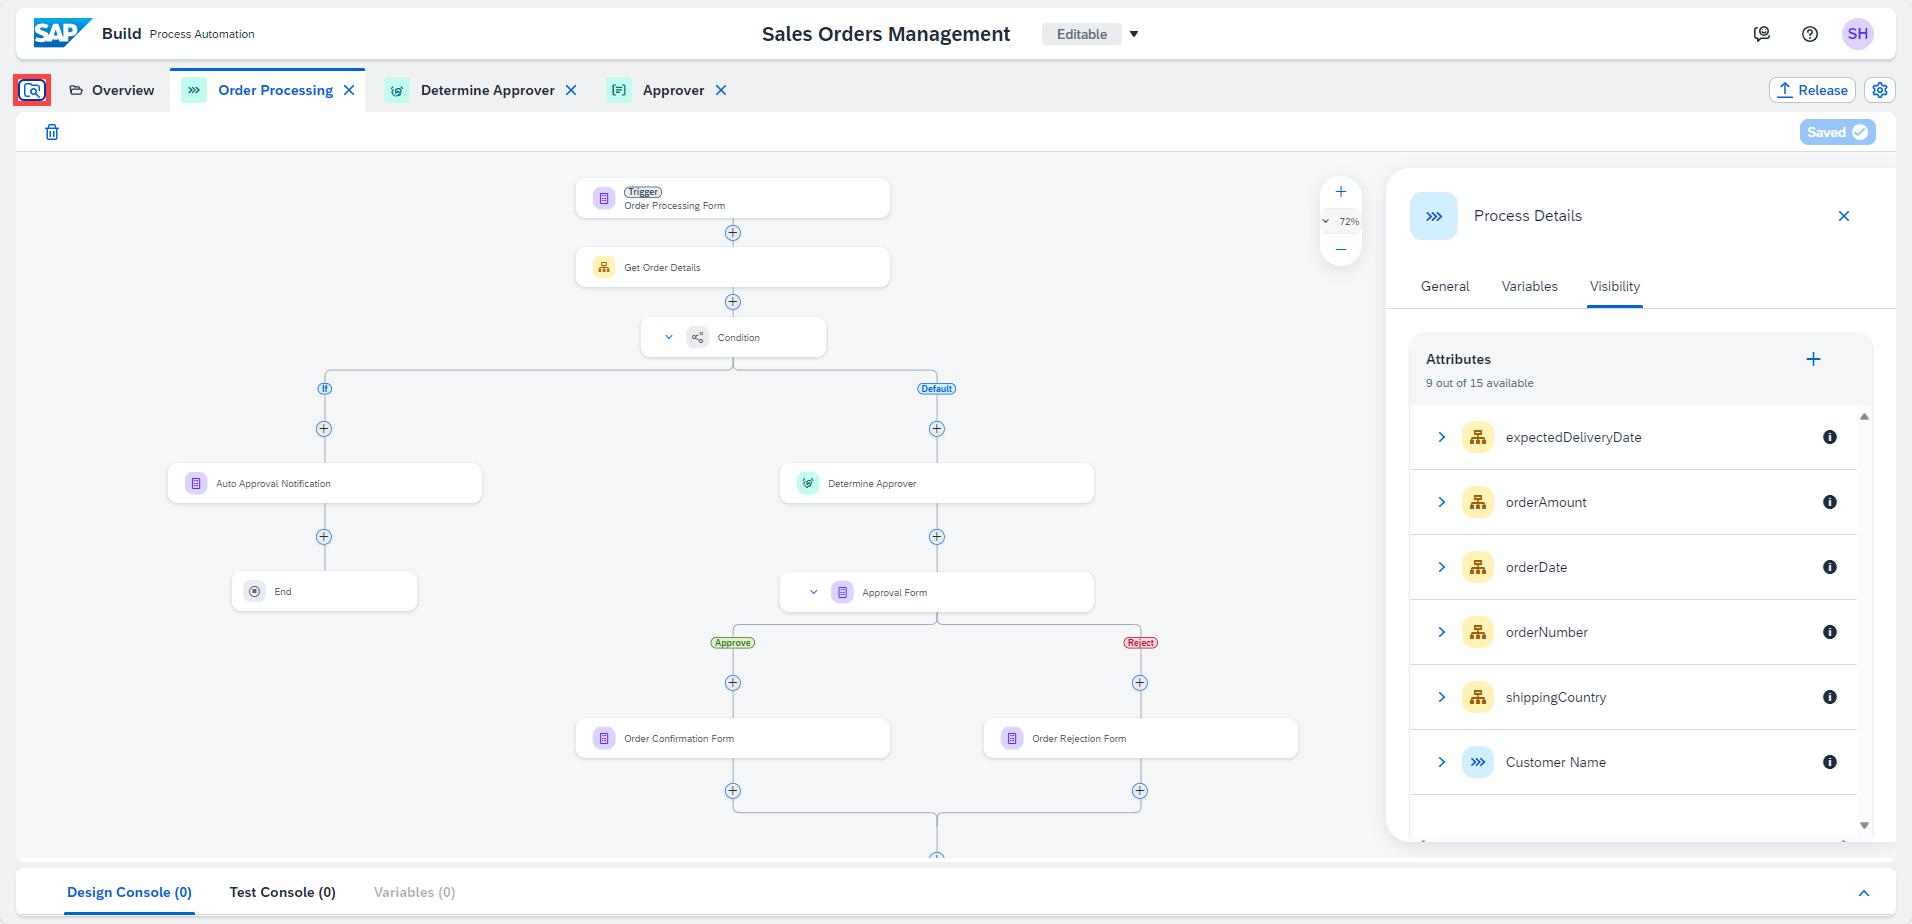 SAP Build Process Automation
Sales Orders Management
Editable
SH
Overview
Order Processing
Determine Approver
Approver
Release
Saved
Trigger
Order Processing Form
Get Order Details
Condition
If
Default
Auto Approval Notification
Determine Approver
End
Approval Form
Approve
Reject
Order Confirmation Form
Order Rejection Form
72%
Process Details
General
Variables
Visibility
Attributes
9 out of 15 available
expectedDeliveryDate
orderAmount
orderDate
orderNumber
shippingCountry
Customer Name
Design Console (0)
Test Console (0)
Variables (0)